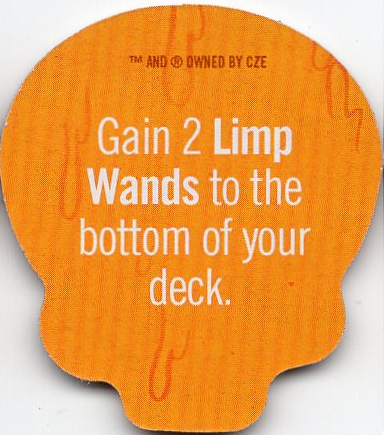 ™ AND ® OWNED BY CZE
Gain 2 Limp
Wands to the
bottom of your
deck.